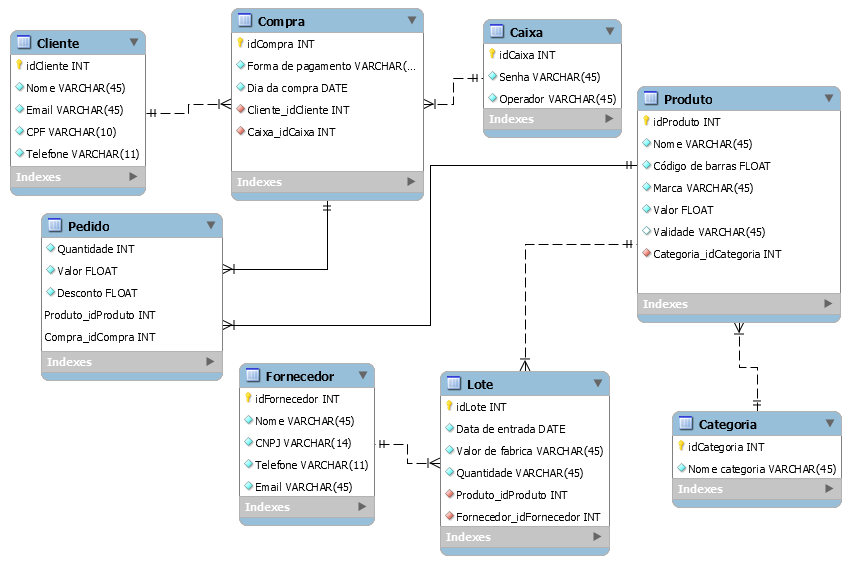 Cliente
idCliente INT
Nome VARCHAR(45)
Email VARCHAR(45)
CPF VARCHAR(10)
Telefone VARCHAR(11)
Indexes
Compra
idCompra INT
Forma de pagamento VARCHAR(...
Dia da compra DATE
Cliente_idCliente INT
Caixa_idCaixa INT
Indexes
Caixa
idCaixa INT
Senha VARCHAR(45)
Operador VARCHAR(45)
Indexes
Produto
idProduto INT
Nome VARCHAR(45)
Código de barras FLOAT
Marca VARCHAR(45)
Valor FLOAT
Validade VARCHAR(45)
Categoria_idCategoria INT
Indexes
Pedido
Quantidade INT
Valor FLOAT
Desconto FLOAT
Produto_idProduto INT
Compra_idCompra INT
Indexes
Fornecedor
idFornecedor INT
Nome VARCHAR(45)
CNPJ VARCHAR(14)
Telefone VARCHAR(11)
Email VARCHAR(45)
Indexes
Lote
idLote INT
Data de entrada DATE
Valor de fabrica VARCHAR(45)
Quantidade VARCHAR(45)
Produto_idProduto INT
Fornecedor_idFornecedor INT
Indexes
Categoria
idCategoria INT
Nome categoria VARCHAR(45)
Indexes